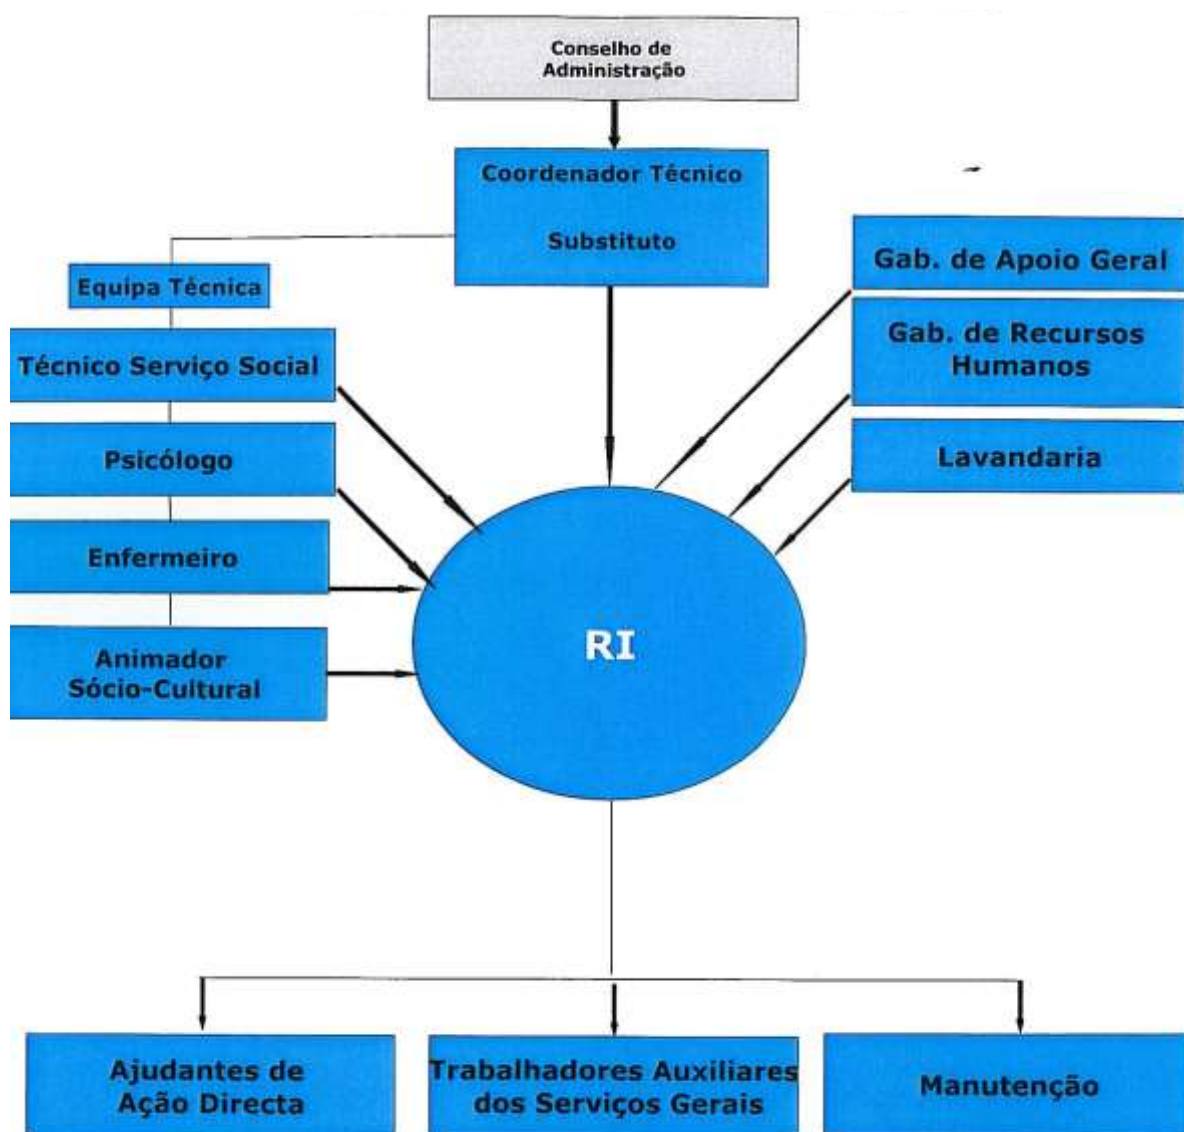 Conselho de
Administração
Coordenador Técnico
Substituto
Equipa Técnica
Técnico Serviço Social
Psicólogo
Enfermeiro
Animador
Sócio-Cultural
Gab. de Apoio Geral
Gab. de Recursos
Humanos
Lavandaria
RI
Ajudantes de
Ação Directa
Trabalhadores Auxiliares
dos Serviços Gerais
Manutenção